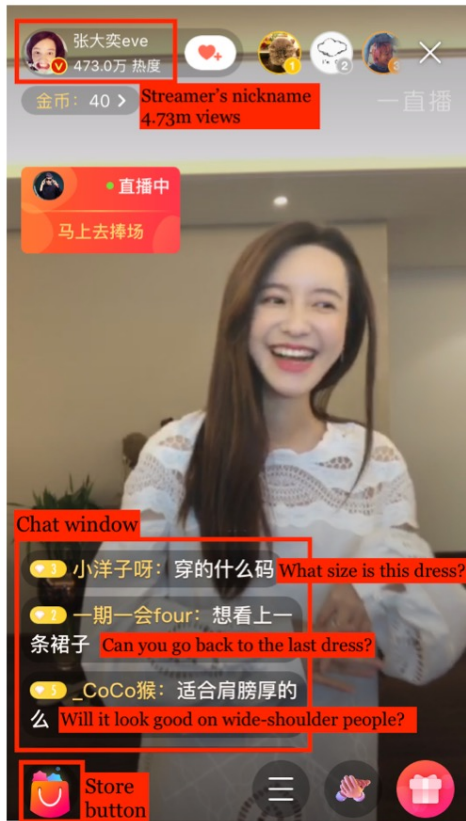 张大奕eve
473.0万 热度
1
2
3
金币：40
Streamer's nickname
4.73m views
一直播
直播中
马上去捧场
Chat window
3 小洋子呀：穿的什么码 What size is this dress?
2 一期一会four：想看上一
条裙子 Can you go back to the last dress?
5 _CoCo猴：适合肩膀厚的
么 Will it look good on wide-shoulder people?
Store
button